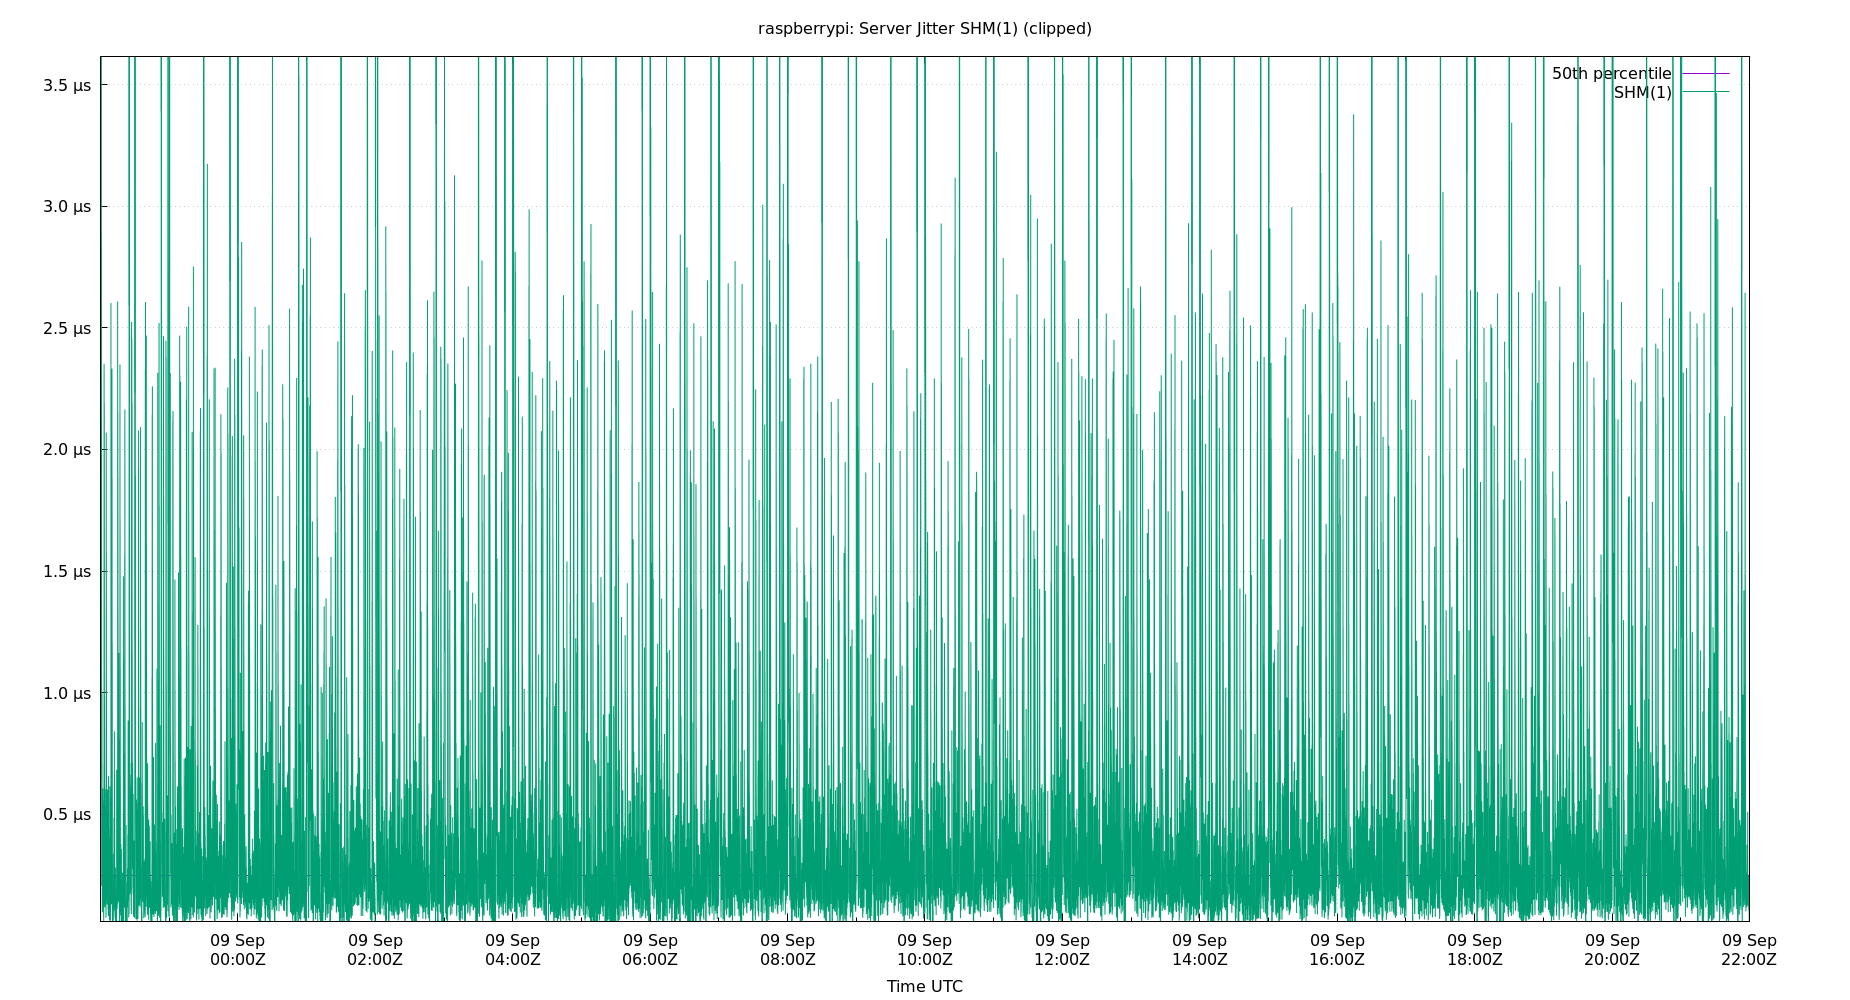 raspberrypi: Server Jitter SHM(1) (clipped)
50th percentile
SHM(1)
3.5 μs
3.0 μs
2.5 μs
2.0 μs
1.5 μs
1.0 μs
0.5 μs
09 Sep 09 Sep 09 Sep 09 Sep 09 Sep 09 Sep 09 Sep 09 Sep 09 Sep 09 Sep 09 Sep 09 Sep
00:00Z 02:00Z 04:00Z 06:00Z 08:00Z 10:00Z 12:00Z 14:00Z 16:00Z 18:00Z 20:00Z 22:00Z
Time UTC